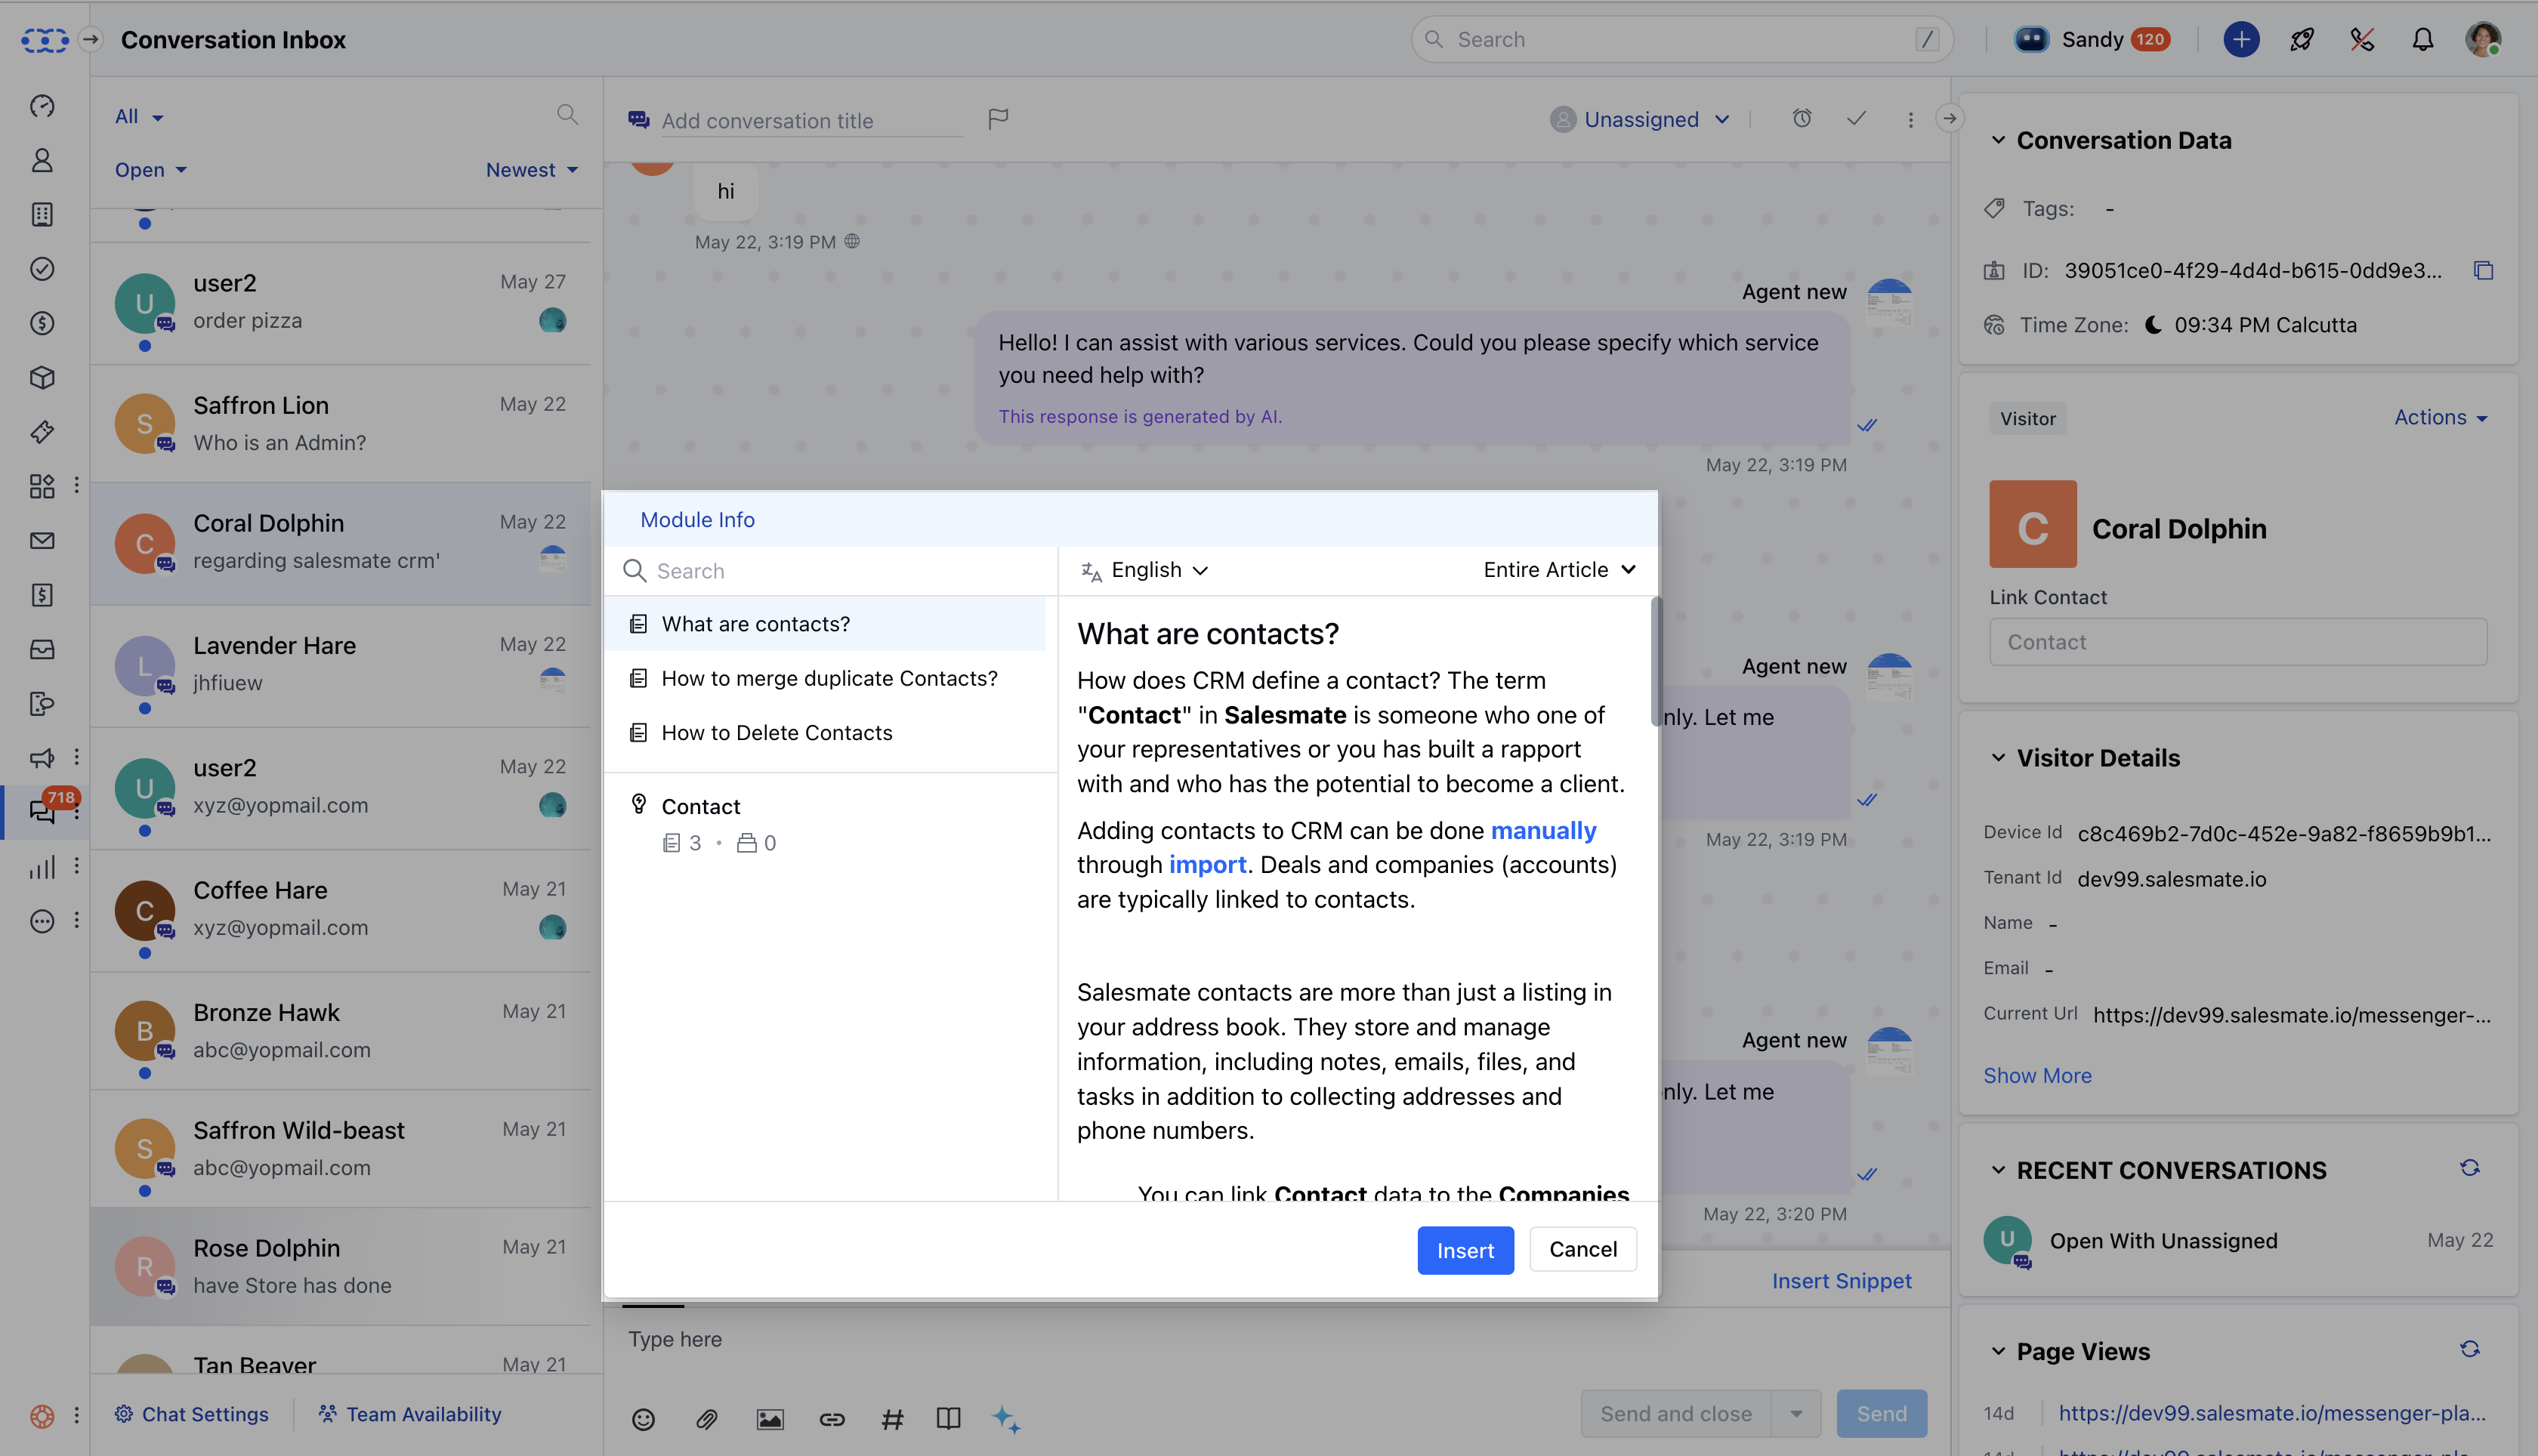 Conversation Inbox
Search
/
Sandy 120
All
Open
Newest
user2
May 27
order pizza
U
Saffron Lion
May 22
Who is an Admin?
S
Coral Dolphin
May 22
regarding salesmate crm'
C
Lavender Hare
May 22
jhfiuew
L
user2
May 22
xyz@yopmail.com
U
718
Coffee Hare
May 21
xyz@yopmail.com
C
Bronze Hawk
May 21
abc@yopmail.com
B
Saffron Wild-beast
May 21
abc@yopmail.com
S
Rose Dolphin
May 21
have Store has done
R
Tan Beaver
May 21
Chat Settings
Team Availability
Add conversation title
Unassigned
hi
May 22, 3:19 PM
Agent new
Hello! I can assist with various services. Could you please specify which service
you need help with?
This response is generated by AI.
May 22, 3:19 PM
Agent new
nly. Let me
May 22, 3:19 PM
Agent new
nly. Let me
May 22, 3:20 PM
Module Info
Search
English
Entire Article
What are contacts?
How to merge duplicate Contacts?
How to Delete Contacts
Contact
3 • 0
What are contacts?
How does CRM define a contact? The term
"Contact" in Salesmate is someone who one of
your representatives or you has built a rapport
with and who has the potential to become a client.
Adding contacts to CRM can be done manually
through import. Deals and companies (accounts)
are typically linked to contacts.
Salesmate contacts are more than just a listing in
your address book. They store and manage
information, including notes, emails, files, and
tasks in addition to collecting addresses and
phone numbers.
You can link Contact data to the Companies
Insert
Cancel
Insert Snippet
Type here
Send and close
Send
Conversation Data
Tags: -
ID: 39051ce0-4f29-4d4d-b615-0dd9e3...
Time Zone: 09:34 PM Calcutta
Visitor
Actions
C
Coral Dolphin
Link Contact
Contact
Visitor Details
Device Id c8c469b2-7d0c-452e-9a82-f8659b9b1...
Tenant Id dev99.salesmate.io
Name -
Email -
Current Url https://dev99.salesmate.io/messenger-...
Show More
RECENT CONVERSATIONS
U
Open With Unassigned
May 22
Page Views
14d https://dev99.salesmate.io/messenger-pla...